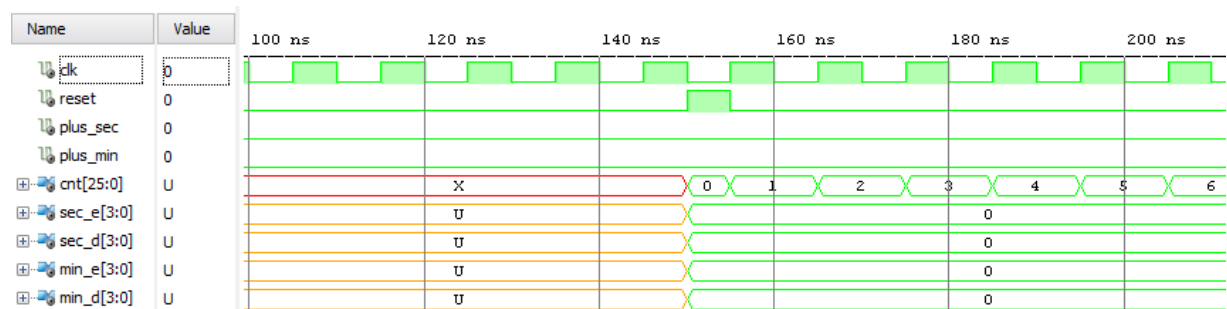 Name Value 100 ns 120 ns 140 ns 160 ns 180 ns 200 ns
clk 0
reset 0
plus_sec 0
plus_min 0
cnt[25:0] U X 0 1 2 3 4 5 6
sec_e[3:0] U U 0
sec_d[3:0] U U 0
min_e[3:0] U U 0
min_d[3:0] U U 0